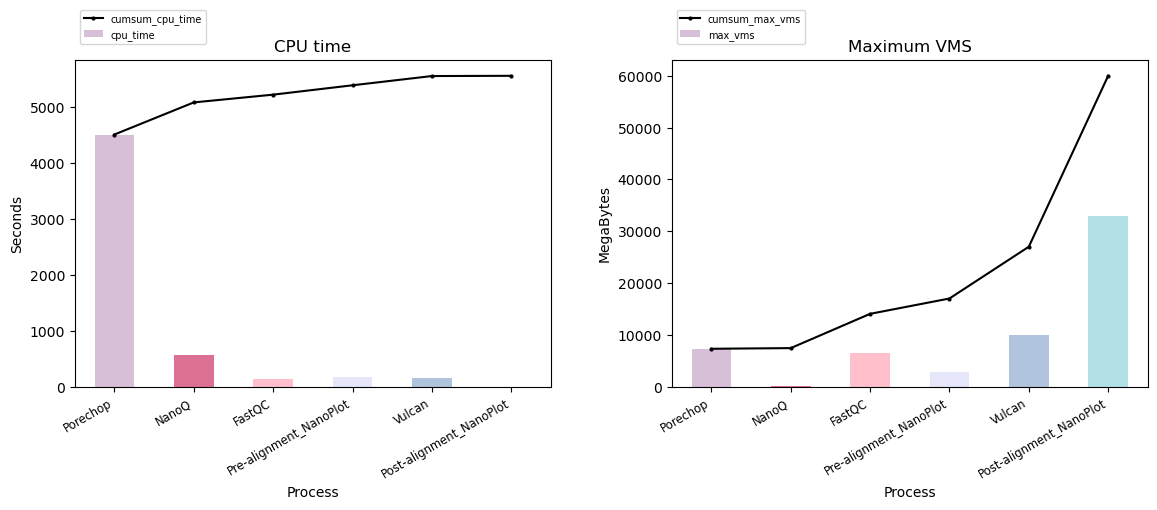 cumsum_cpu_time
cpu_time
CPU time
Seconds
5000
4000
3000
2000
1000
0
Porechop
NanoQ
FastQC
Pre-alignment_NanoPlot
Vulcan
Post-alignment_NanoPlot
Process
cumsum_max_vms
max_vms
Maximum VMS
MegaBytes
60000
50000
40000
30000
20000
10000
0
Porechop
NanoQ
FastQC
Pre-alignment_NanoPlot
Vulcan
Post-alignment_NanoPlot
Process